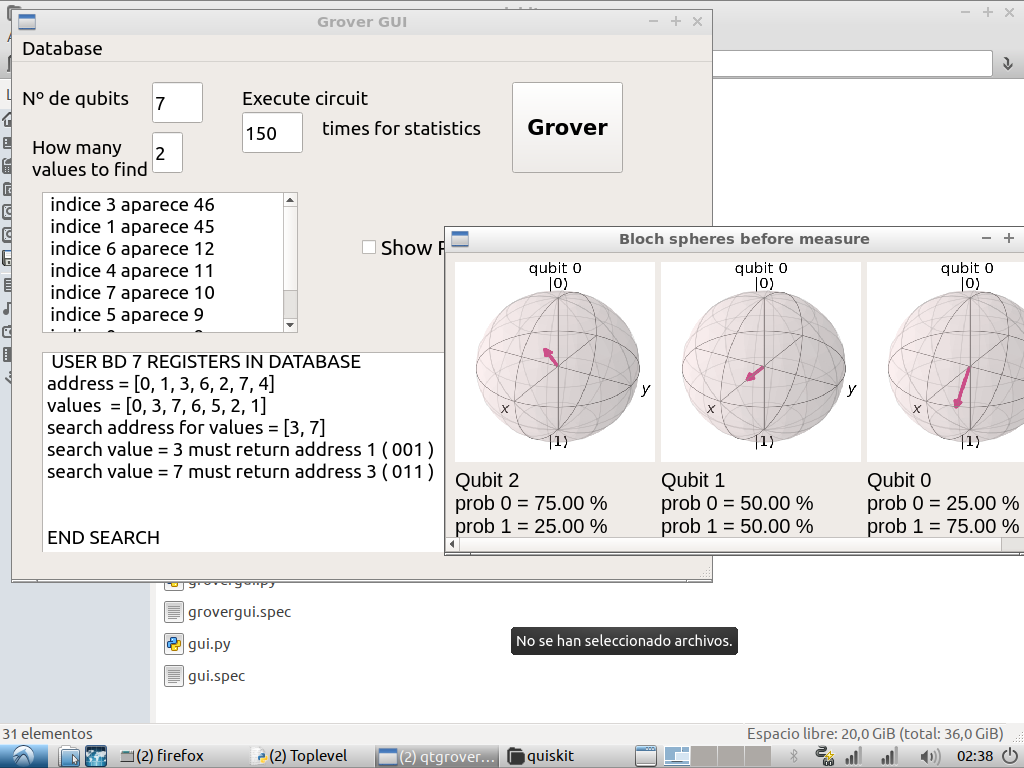 Grover GUI
Database
Nº de qubits
7
Execute circuit
150
times for statistics
Grover
How many
values to find
2
indice 3 aparece 46
indice 1 aparece 45
indice 6 aparece 12
indice 4 aparece 11
indice 7 aparece 10
indice 5 aparece 9
Show
USER BD 7 REGISTERS IN DATABASE
address = [0, 1, 3, 6, 2, 7, 4]
values = [0, 3, 7, 6, 5, 2, 1]
search address for values = [3, 7]
search value = 3 must return address 1 ( 001 )
search value = 7 must return address 3 ( 011 )
END SEARCH
Bloch spheres before measure
qubit 0 qubit 0 qubit 0
|0⟩ |0⟩ |0⟩
x y x y x
|1⟩ |1⟩ |1⟩
Qubit 2
prob 0 = 75.00 %
prob 1 = 25.00 %
Qubit 1
prob 0 = 50.00 %
prob 1 = 50.00 %
Qubit 0
prob 0 = 25.00 %
prob 1 = 75.00 %
grovergui.py
grovergui.spec
gui.py
gui.spec
No se han seleccionado archivos.
31 elementos
Espacio libre: 20,0 GiB (total: 36,0 GiB)
(2) firefox
(2) Toplevel
(2) qtgrover...
quiskit
02:38